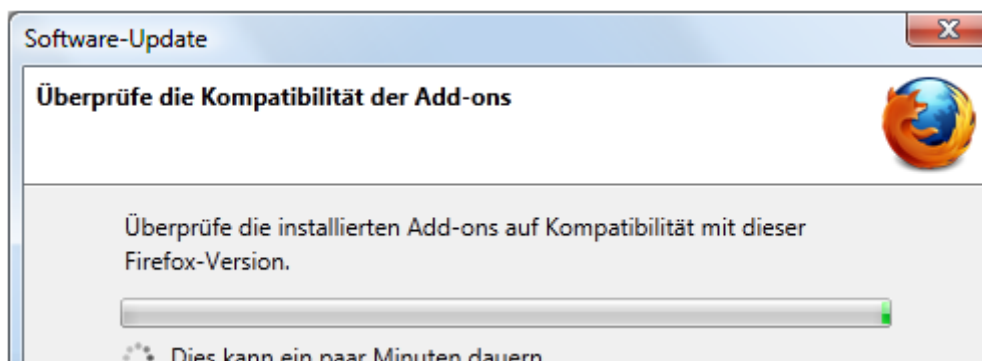 Software-Update
Überprüfe die Kompatibilität der Add-ons
Überprüfe die installierten Add-ons auf Kompatibilität mit dieser
Firefox-Version.
Dies kann ein paar Minuten dauern